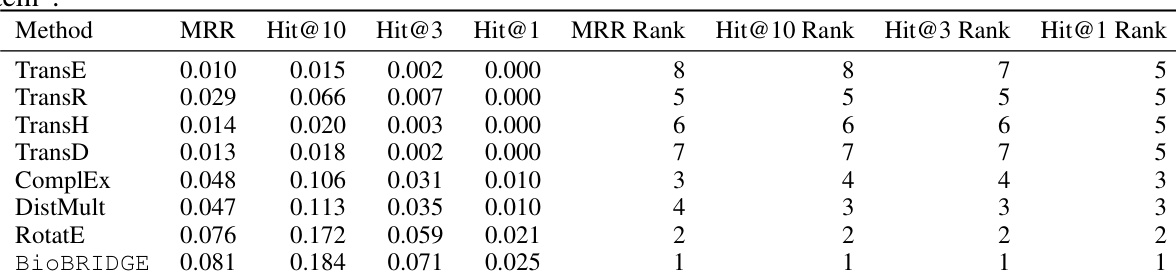 Method MRR Hit@10 Hit@3 Hit@1 MRR Rank Hit@10 Rank Hit@3 Rank Hit@1 Rank
TransE 0.010 0.015 0.002 0.000 8 8 7 5
TransR 0.029 0.066 0.007 0.000 5 5 5 5
TransH 0.014 0.020 0.003 0.000 6 6 6 5
TransD 0.013 0.018 0.002 0.000 7 7 7 5
ComplEx 0.048 0.106 0.031 0.010 3 4 4 3
DistMult 0.047 0.113 0.035 0.010 4 3 3 3
RotatE 0.076 0.172 0.059 0.021 2 2 2 2
BioBRIDGE 0.081 0.184 0.071 0.025 1 1 1 1